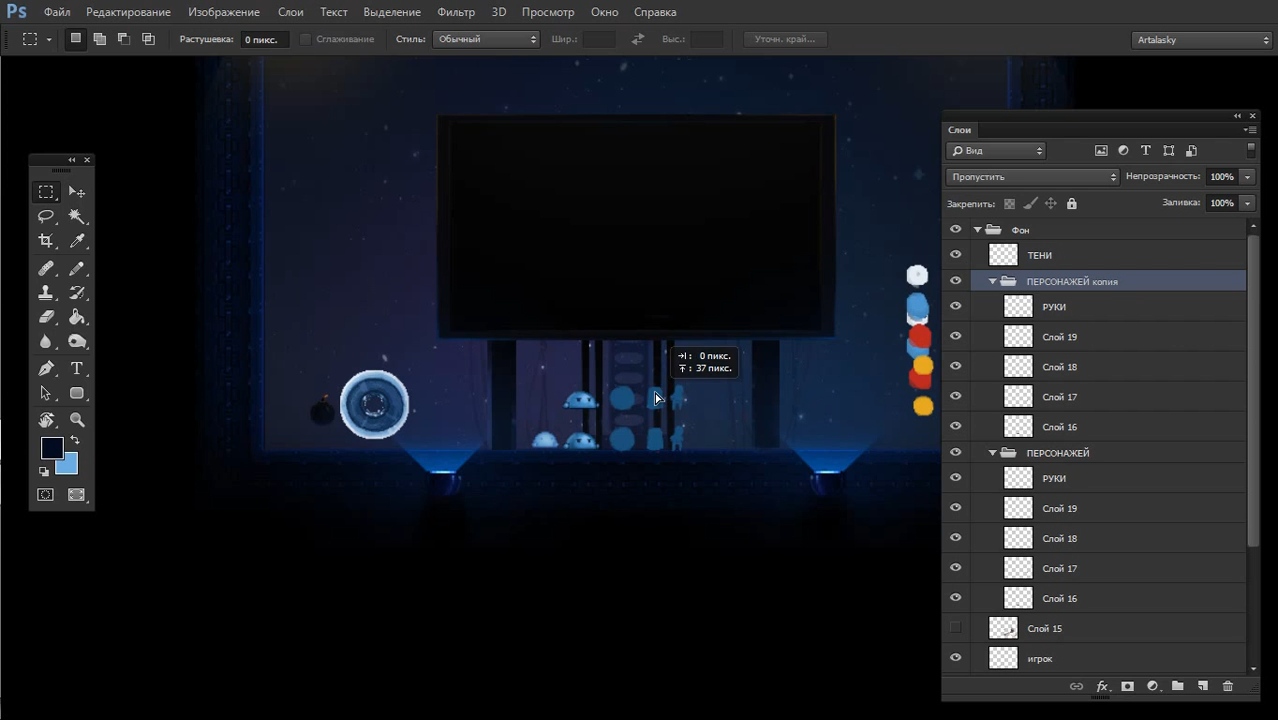 Ps Файл Редактирование Изображение Слои Текст Выделение Фильтр 3D Просмотр Окно Справка
Растушевка: 0 пикс. Сглаживание Стиль: Обычный Шир.: Выс.: Уточн. край... Artalasky
Слои
Вид
Пропустить Непрозрачность: 100%
Закрепить: Заливка: 100%
Фон
ТЕНИ
ПЕРСОНАЖЕЙ копия
РУКИ
Слой 19
Слой 18
Слой 17
Слой 16
ПЕРСОНАЖЕЙ
РУКИ
Слой 19
Слой 18
Слой 17
Слой 16
Слой 15
игрок
fx
: 0 пикс.
: 37 пикс.